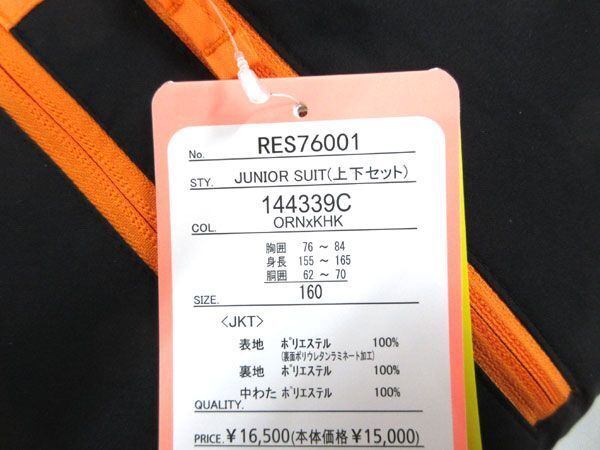 No. RES76001
STY. JUNIOR SUIT(上下セット)
144339C
COL. ORNxKHK
胸囲 76 ～ 84
身長 155 ～ 165
胴囲 62 ～ 70
SIZE. 160
<JKT>
表地 ポリエステル 100%
(裏面ポリウレタンラミネート加工)
裏地 ポリエステル 100%
中わた ポリエステル 100%
QUALITY.
PRICE. ¥16,500(本体価格¥15,000)